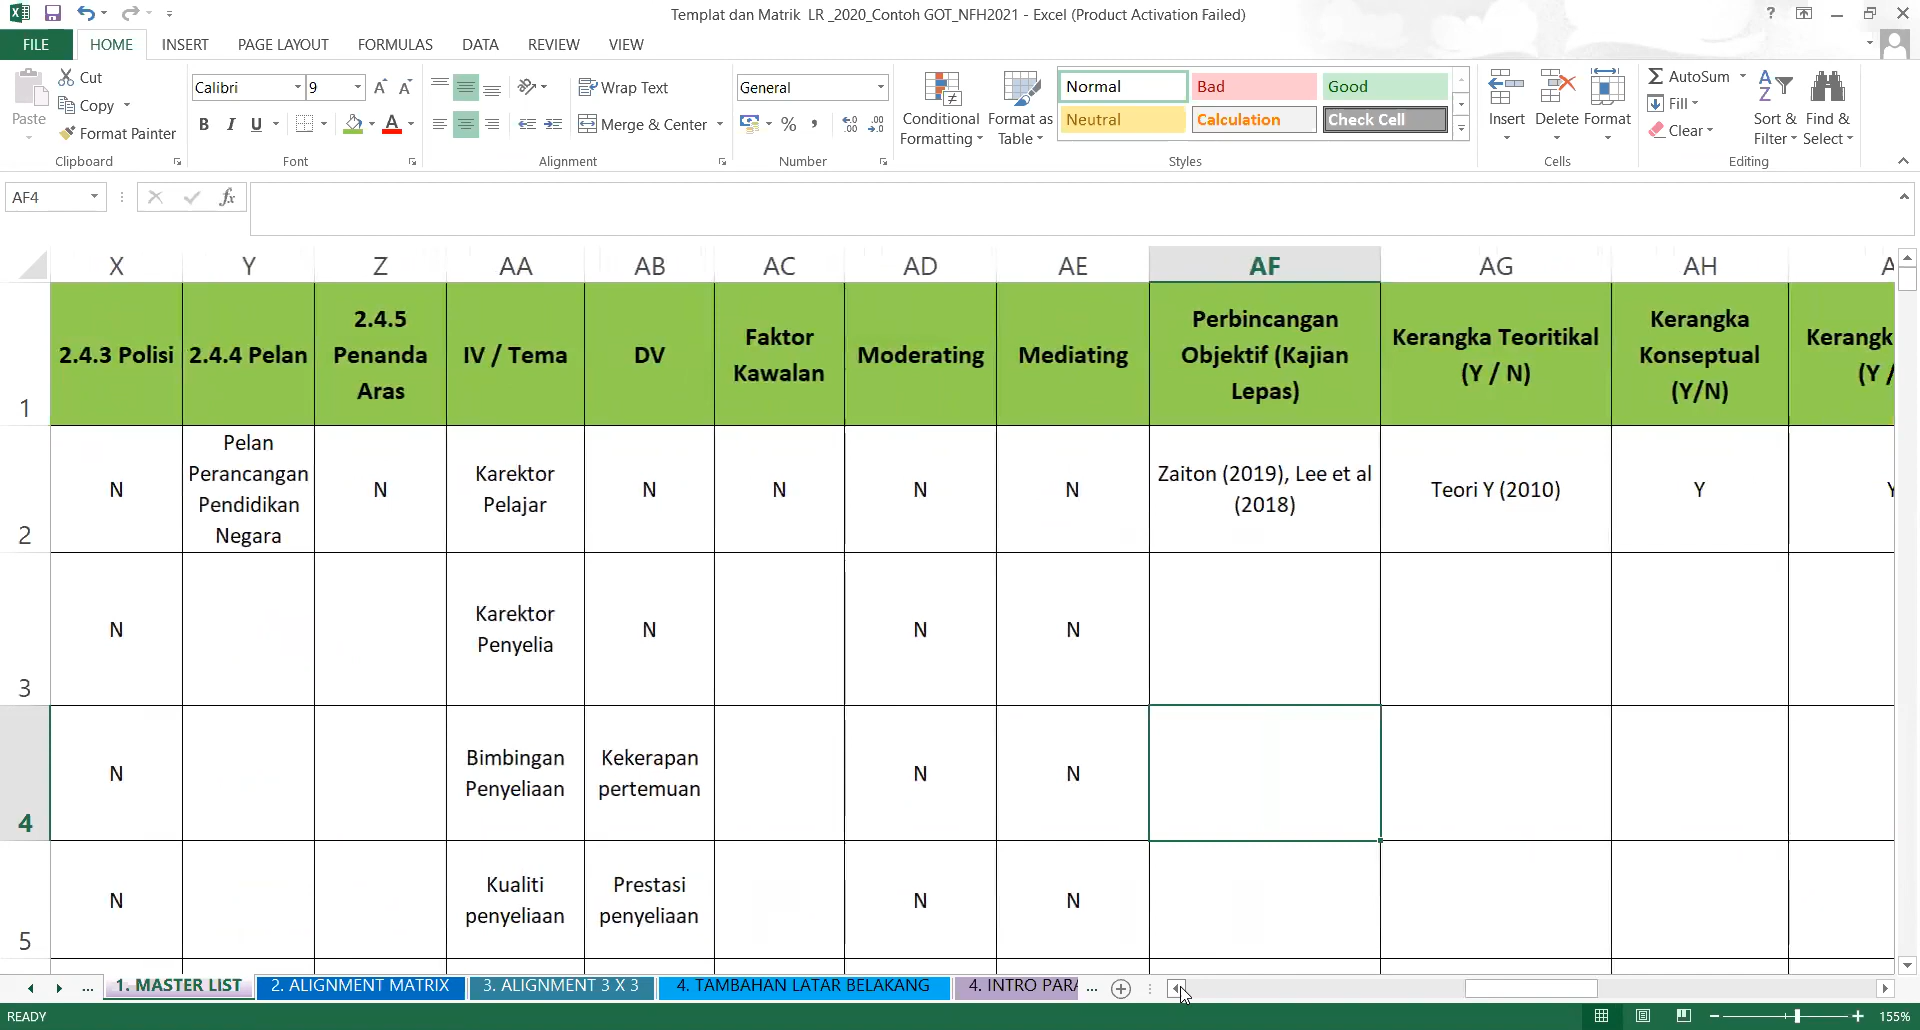 Templat dan Matrik LR _2020_Contoh GOT_NFH2021 - Excel (Product Activation Failed)
?
FILE HOME INSERT PAGE LAYOUT FORMULAS DATA REVIEW VIEW
Paste
Cut
Copy
Format Painter
Clipboard
Calibri 9
B I U
Font
Wrap Text
Merge & Center
Alignment
General
%
Number
Conditional Formatting
Format as Table
Normal Bad Good
Neutral Calculation Check Cell
Styles
Insert Delete Format
Cells
AutoSum
Fill
Clear
Sort & Filter
Find & Select
Editing
AF4
fx
X Y Z AA AB AC AD AE AF AG AH
1
2.4.3 Polisi
2.4.4 Pelan
2.4.5
Penanda
Aras
IV / Tema
DV
Faktor
Kawalan
Moderating
Mediating
Perbincangan
Objektif (Kajian
Lepas)
Kerangka Teoritikal
(Y / N)
Kerangka
Konseptual
(Y/N)
2
N
Pelan
Perancangan
Pendidikan
Negara
N
Karektor
Pelajar
N
N
N
N
Zaiton (2019), Lee et al
(2018)
Teori Y (2010)
Y
3
N
Karektor
Penyelia
N
N
N
4
N
Bimbingan
Penyeliaan
Kekerapan
pertemuan
N
N
5
N
Kualiti
penyeliaan
Prestasi
penyeliaan
N
N
... 1. MASTER LIST 2. ALIGNMENT MATRIX 3. ALIGNMENT 3 X 3 4. TAMBAHAN LATAR BELAKANG 4. INTRO PARA ...
READY
155%